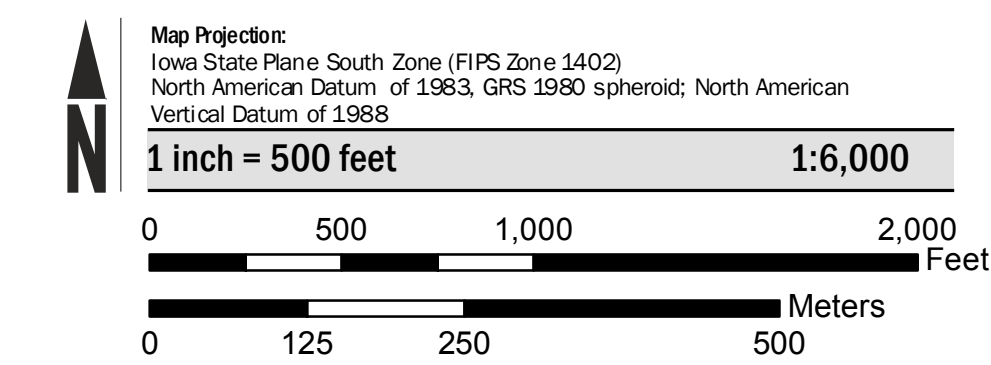 Map Projection:
Iowa State Plane South Zone (FIPS Zone 1402)
North American Datum of 1983, GRS 1980 spheroid; North American
Vertical Datum of 1988
N
1 inch = 500 feet 1:6,000
0 500 1,000 2,000
Feet
Meters
0 125 250 500